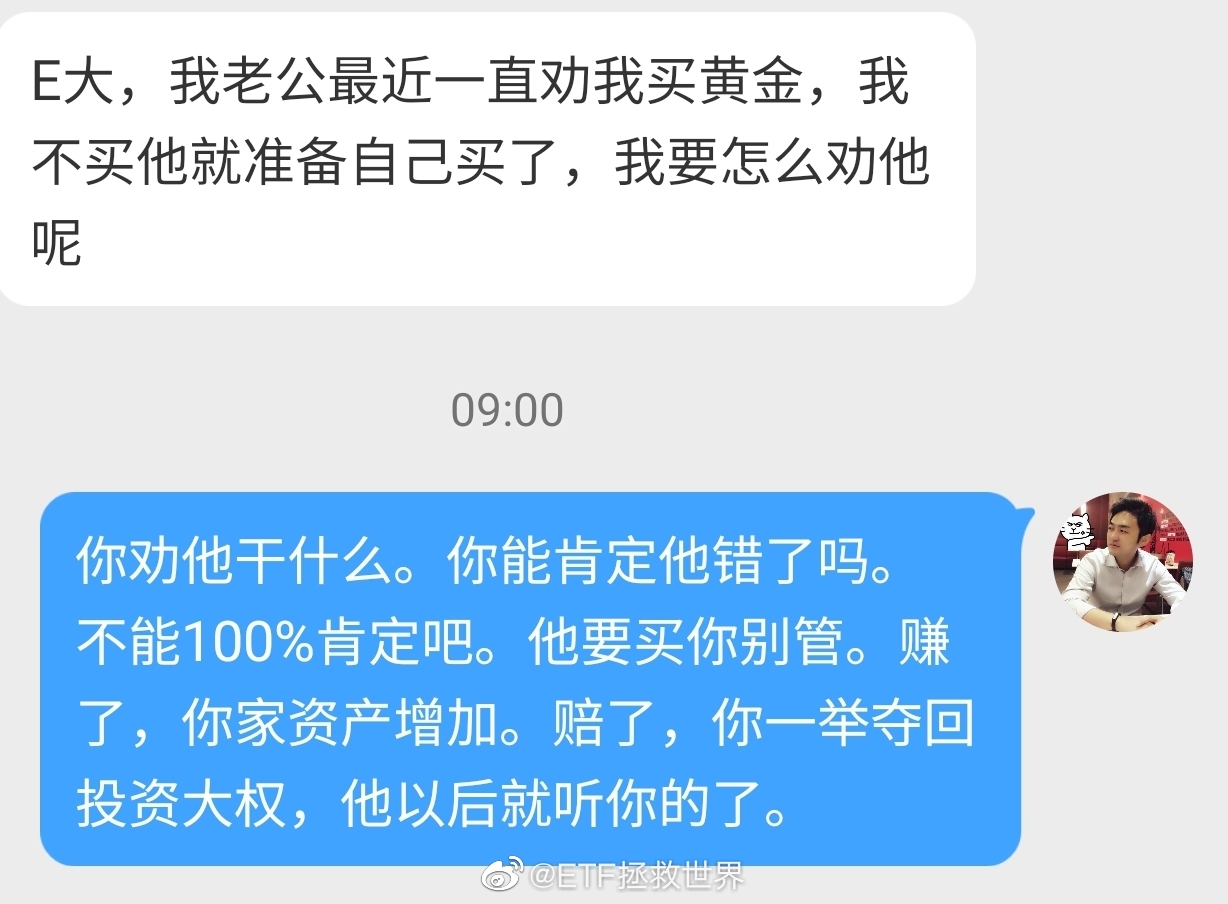 E大，我老公最近一直劝我买黄金，我
不买他就准备自己买了，我要怎么劝他
呢
09:00
你劝他干什么。你能肯定他错了吗。
不能100%肯定吧。他要买你别管。赚
了，你家资产增加。赔了，你一举夺回
投资大权，他以后就听你的了。
@ETF拯救世界